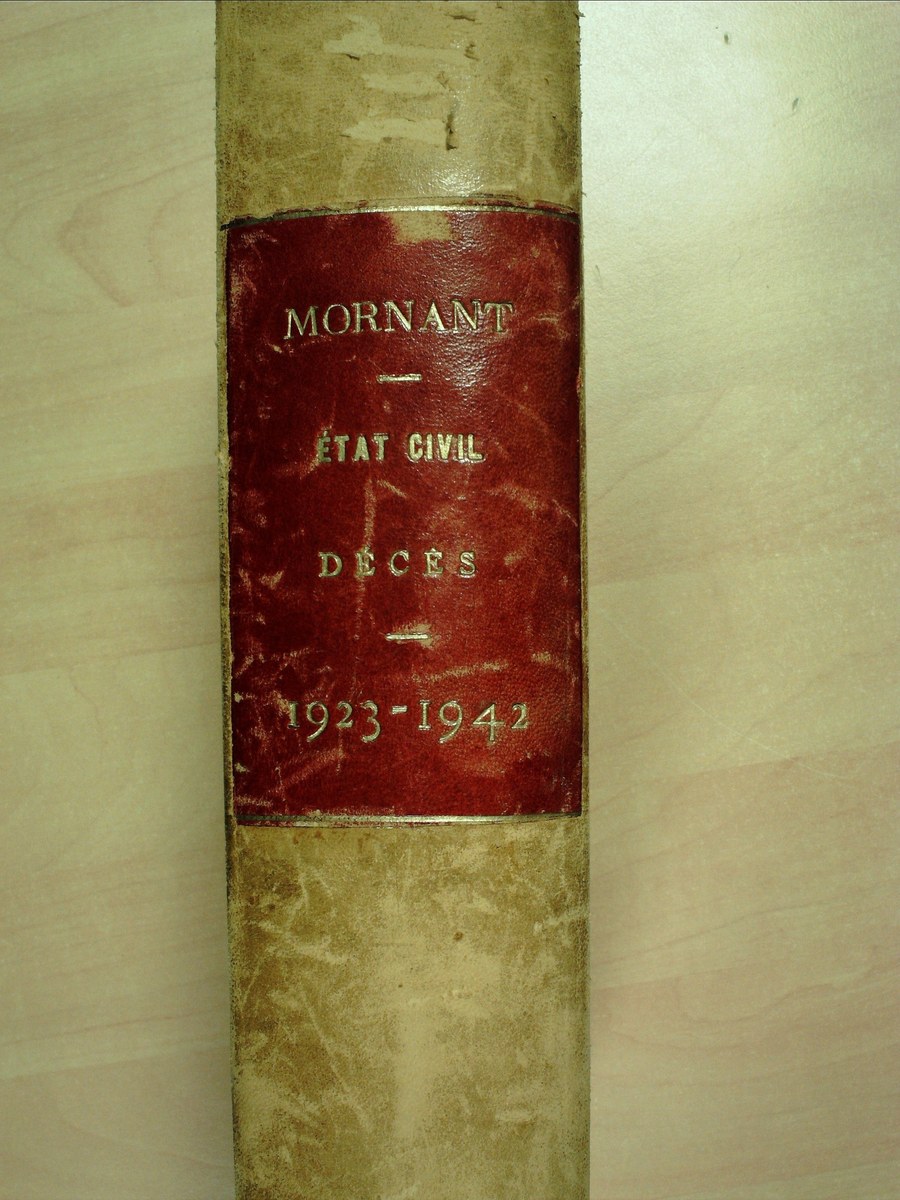 MORNANT
ÉTAT CIVIL
DÉCÈS
1923-1942